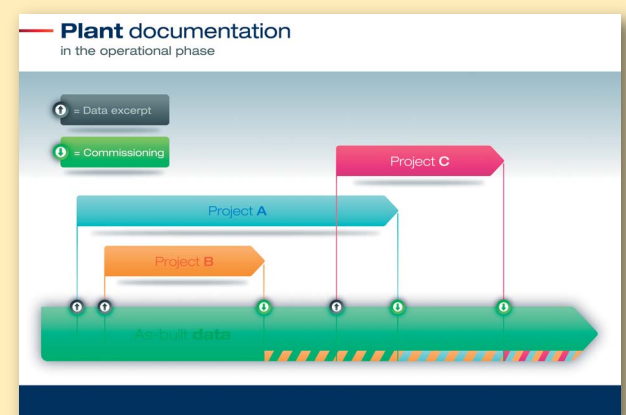 Plant documentation
in the operational phase
= Data excerpt
= Commissioning
Project C
Project A
Project B
As-built data